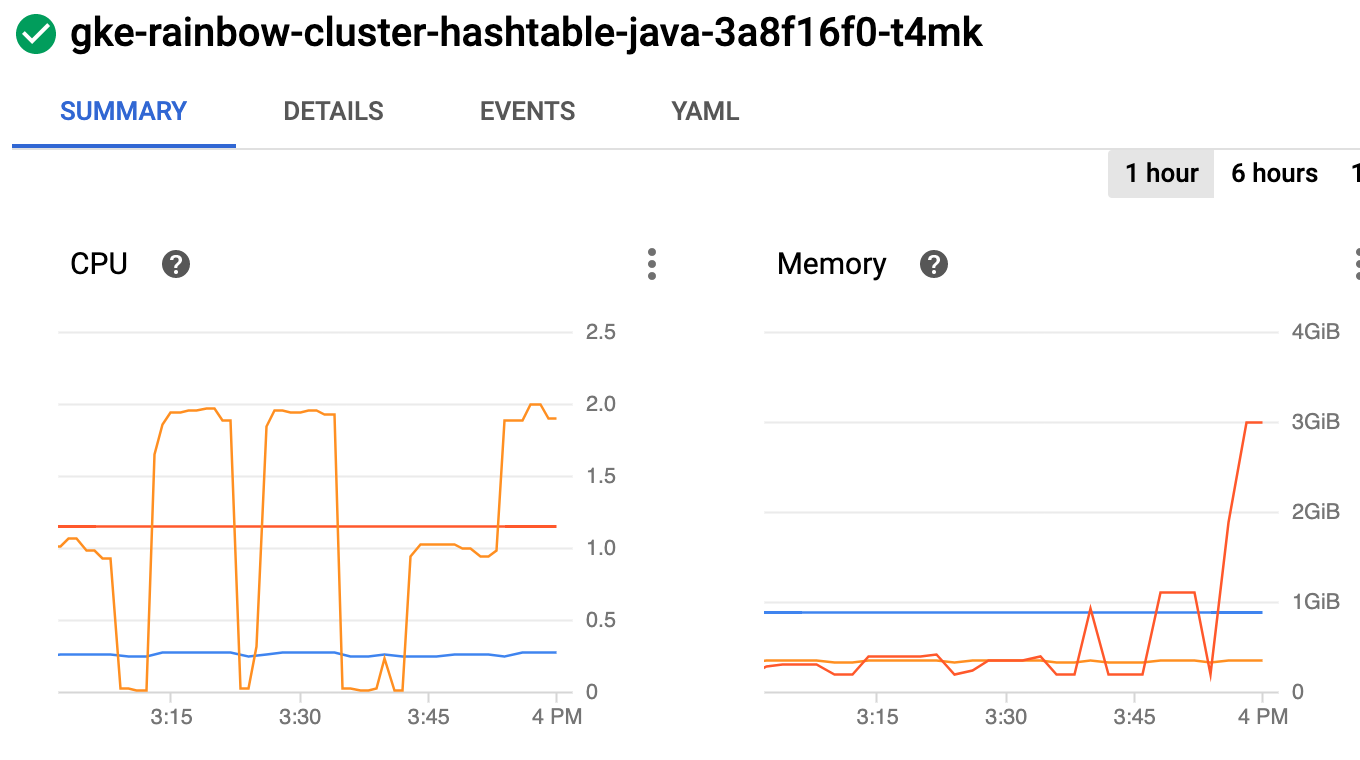 gke-rainbow-cluster-hashtable-java-3a8f16f0-t4mk
SUMMARY DETAILS EVENTS YAML
1 hour 6 hours 1
CPU ? Memory ?
2.5 4GiB
2.0 3GiB
1.5 2GiB
1.0 1GiB
0.5
0 0
3:15 3:30 3:45 4 PM 3:15 3:30 3:45 4 PM